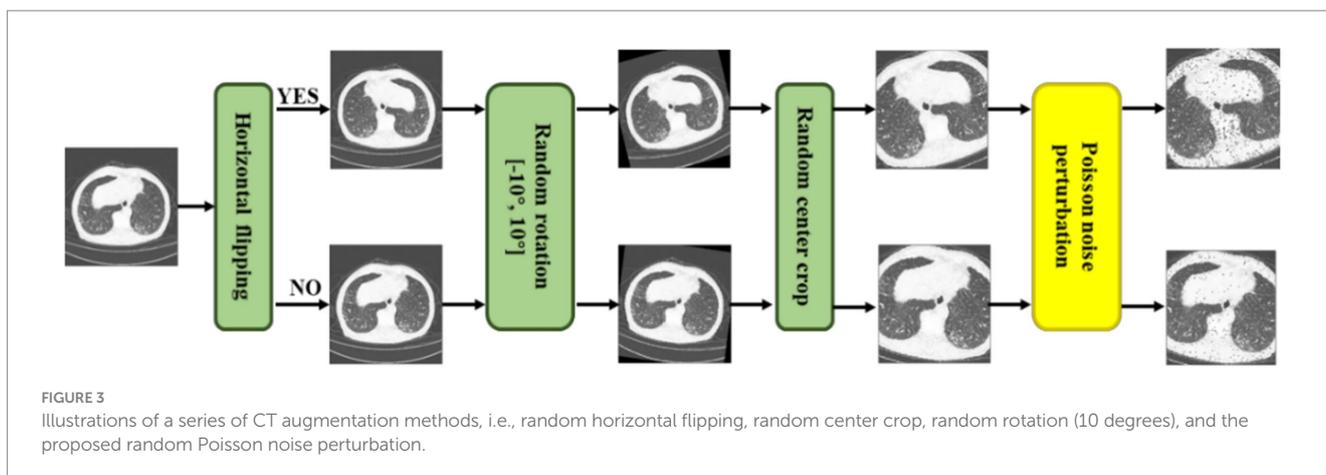 Horizontal flipping
YES
NO
Random rotation
[-10°, 10°]
Random center crop
Poisson noise
perturbation
FIGURE 3
Illustrations of a series of CT augmentation methods, i.e., random horizontal flipping, random center crop, random rotation (10 degrees), and the
proposed random Poisson noise perturbation.